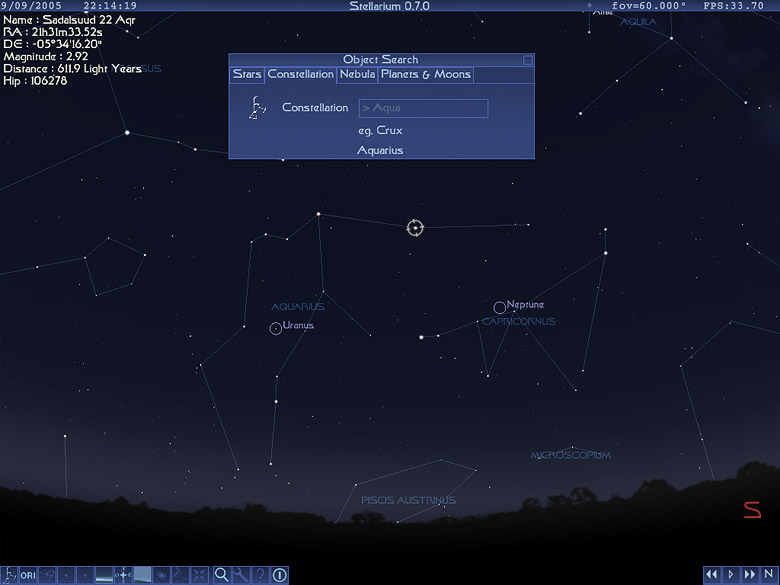 9/09/2005 22:14:19 Stellarium 0.7.0 fov=60.000° FPS:33.70
Name : Sadalsuud 22 Aqr
RA : 21h31m33.52s
DE : -05°34'16.20"
Magnitude : 2.92
Distance : 611.9 Light Years
Hip : 106278
AQUILA
Object Search
Stars Constellation Nebula Planets & Moons
Constellation > Aqua
eg. Crux
Aquarius
AQUARIUS
Uranus
Neptune
CAPRICORNUS
MICROSCOPIUM
PISCIS AUSTRINUS
S
ORI ? N